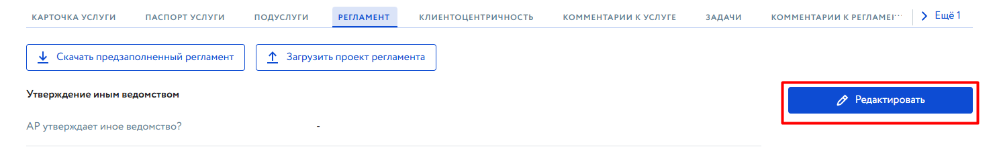 КАРТОЧКА УСЛУГИ ПАСПОРТ УСЛУГИ ПОДУСЛУГИ РЕГЛАМЕНТ КЛИЕНТОЦЕНТРИЧНОСТЬ КОММЕНТАРИИ К УСЛУГЕ ЗАДАЧИ КОММЕНТАРИИ К РЕГЛАМЕ... Ещё 1
Скачать предзаполненный регламент Загрузить проект регламента
Утверждение иным ведомством
Редактировать
АР утверждает иное ведомство? -